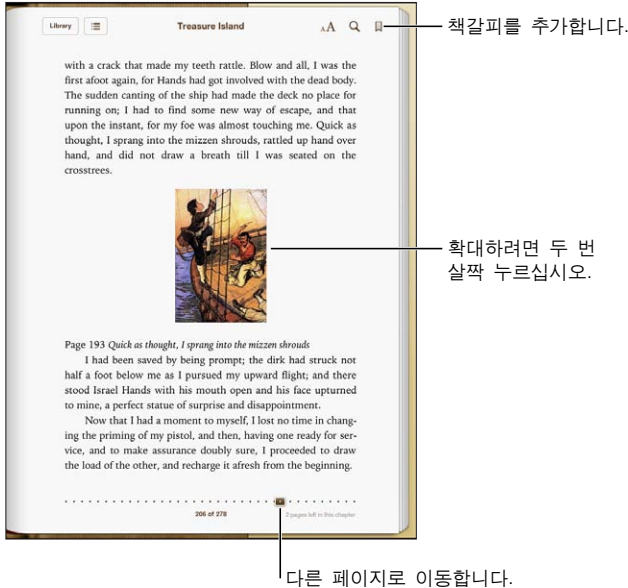 Library
Treasure Island
AA
책갈피를 추가합니다.
with a crack that made my teeth rattle. Blow and all, I was the
first afoot again, for Hands had got involved with the dead body.
The sudden canting of the ship had made the deck no place for
running on; I had to find some new way of escape, and that
upon the instant, for my foe was almost touching me. Quick as
thought, I sprang into the mizzen shrouds, rattled up hand over
hand, and did not draw a breath till I was seated on the
crosstrees.
확대하려면 두 번
살짝 누르십시오.
Page 193 Quick as thought, I sprang into the mizzen shrouds
I had been saved by being prompt; the dirk had struck not
half a foot below me as I pursued my upward flight; and there
stood Israel Hands with his mouth open and his face upturned
to mine, a perfect statue of surprise and disappointment.
Now that I had a moment to myself, I lost no time in chang-
ing the priming of my pistol, and then, having one ready for ser-
vice, and to make assurance doubly sure, I proceeded to draw
the load of the other, and recharge it afresh from the beginning.
206 of 278
2 pages left in this chapter
다른 페이지로 이동합니다.